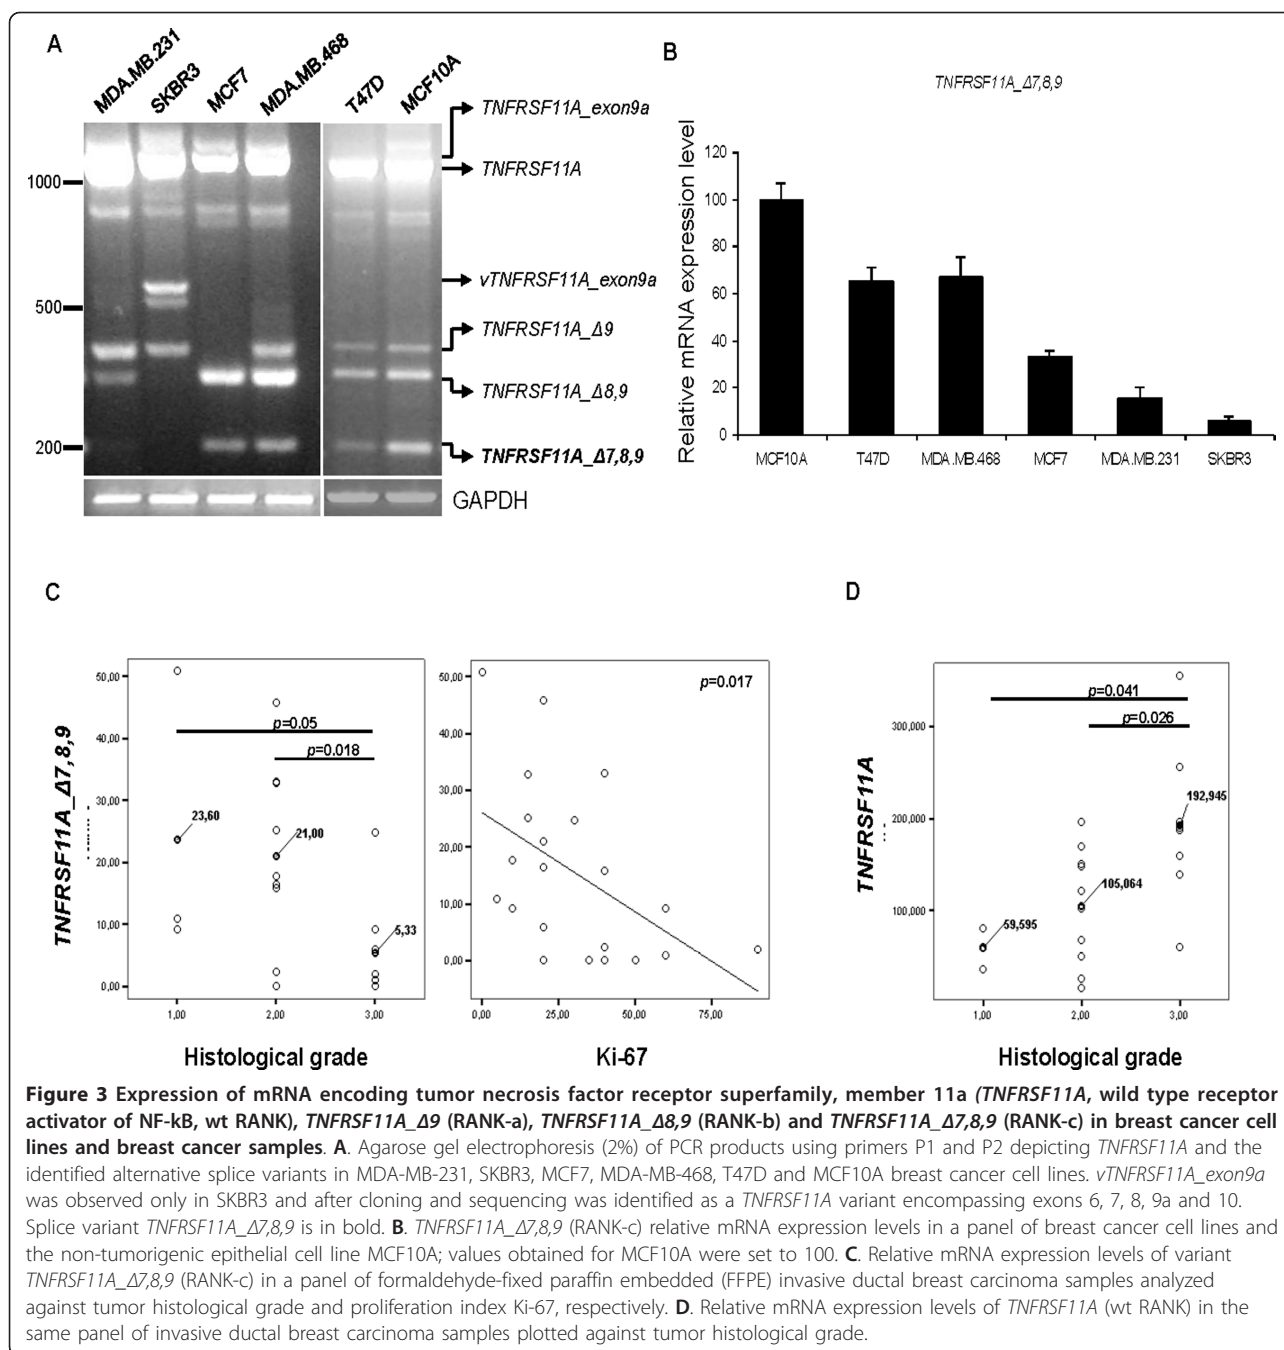 A
MDA.MB.231 SKBR3 MCF7 MDA.MB.468 T47D MCF10A
TNFRSF11A_exon9a
TNFRSF11A
1000
vTNFRSF11A_exon9a
500
TNFRSF11A_Δ9
TNFRSF11A_Δ8,9
200
TNFRSF11A_Δ7,8,9
GAPDH
B
TNFRSF11A_Δ7,8,9
Relative mRNA expression level
120
100
80
60
40
20
0
MCF10A T47D MDA.MB.468 MCF7 MDA.MB.231 SKBR3
C
TNFRSF11A_Δ7,8,9
50,00
40,00
30,00
20,00
10,00
0,00
p=0.05
p=0.018
23,60
21,00
5,33
1,00 2,00 3,00
Histological grade
50,00
40,00
30,00
20,00
10,00
0,00
p=0.017
0,00 25,00 50,00 75,00
Ki-67
D
TNFRSF11A
300,000
200,000
100,000
p=0.041
p=0.026
192,945
105,064
59,595
1,00 2,00 3,00
Histological grade
Figure 3 Expression of mRNA encoding tumor necrosis factor receptor superfamily, member 11a (TNFRSF11A, wild type receptor
activator of NF-kB, wt RANK), TNFRSF11A_Δ9 (RANK-a), TNFRSF11A_Δ8,9 (RANK-b) and TNFRSF11A_Δ7,8,9 (RANK-c) in breast cancer cell
lines and breast cancer samples. A. Agarose gel electrophoresis (2%) of PCR products using primers P1 and P2 depicting TNFRSF11A and the
identified alternative splice variants in MDA-MB-231, SKBR3, MCF7, MDA-MB-468, T47D and MCF10A breast cancer cell lines. vTNFRSF11A_exon9a
was observed only in SKBR3 and after cloning and sequencing was identified as a TNFRSF11A variant encompassing exons 6, 7, 8, 9a and 10.
Splice variant TNFRSF11A_Δ7,8,9 is in bold. B. TNFRSF11A_Δ7,8,9 (RANK-c) relative mRNA expression levels in a panel of breast cancer cell lines and
the non-tumorigenic epithelial cell line MCF10A; values obtained for MCF10A were set to 100. C. Relative mRNA expression levels of variant
TNFRSF11A_Δ7,8,9 (RANK-c) in a panel of formaldehyde-fixed paraffin embedded (FFPE) invasive ductal breast carcinoma samples analyzed
against tumor histological grade and proliferation index Ki-67, respectively. D. Relative mRNA expression levels of TNFRSF11A (wt RANK) in the
same panel of invasive ductal breast carcinoma samples plotted against tumor histological grade.